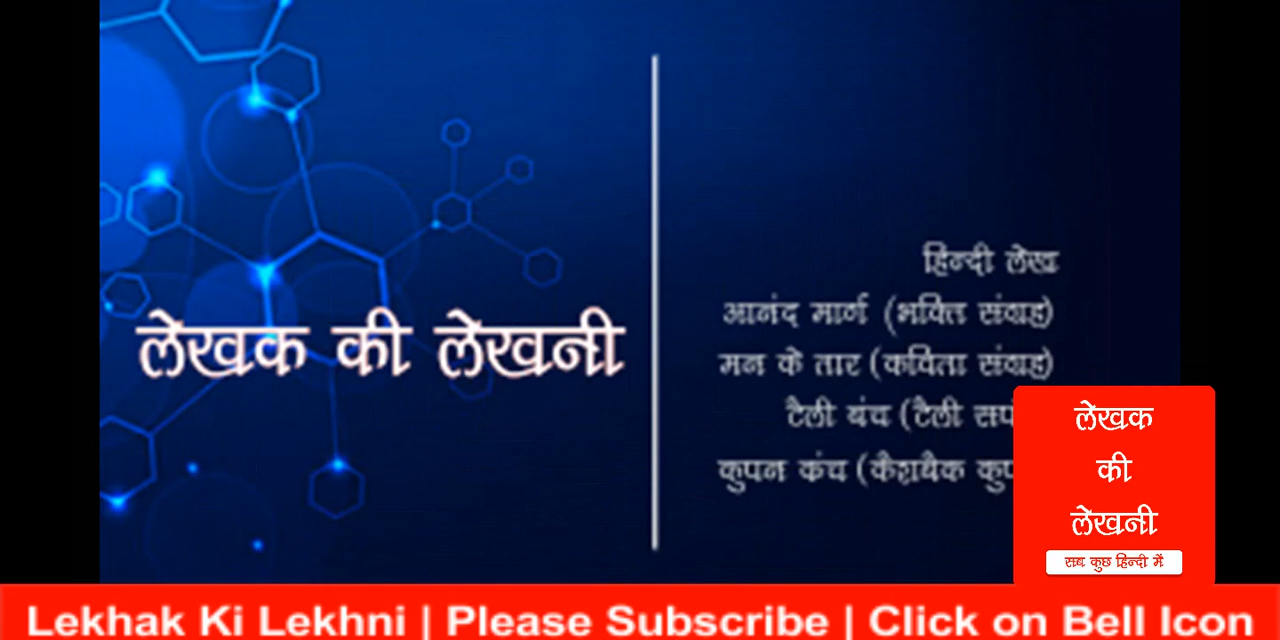 लेखक की लेखनी
हिन्दी लेख
आनंद मार्ग (भक्ति संग्रह)
मन के तार (कविता संग्रह)
टैली बंच (टैली
कुपन कंच (कैशबैक
लेखक
की
लेखनी
सब कुछ हिन्दी में
Lekhak Ki Lekhni | Please Subscribe | Click on Bell Icon